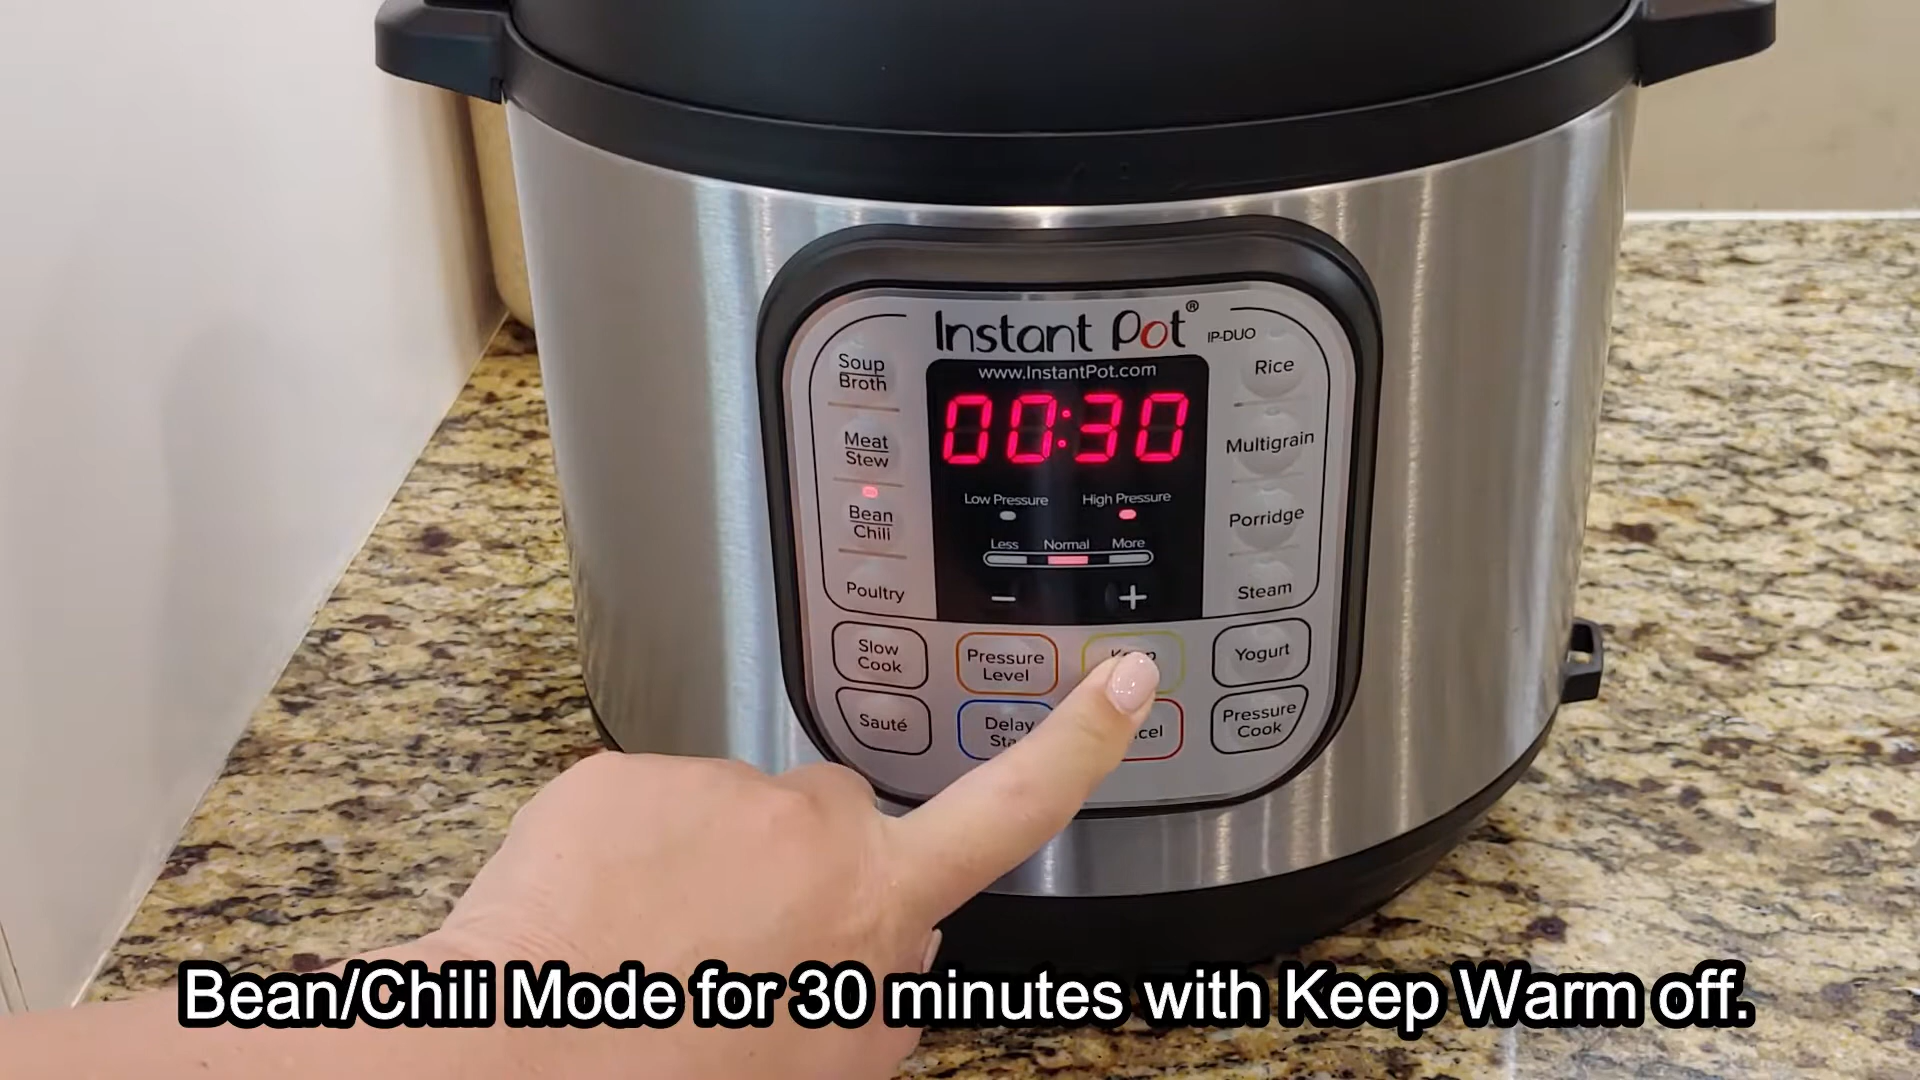 Instant Pot®
IP-DUO
www.InstantPot.com
00:30
Low Pressure
High Pressure
Less
Normal
More
−
+
Soup
Broth
Meat
Stew
Bean
Chili
Poultry
Rice
Multigrain
Porridge
Steam
Slow
Cook
Pressure
Level
Yogurt
Sauté
Delay
Pressure
Cook
Bean/Chili Mode for 30 minutes with Keep Warm off.